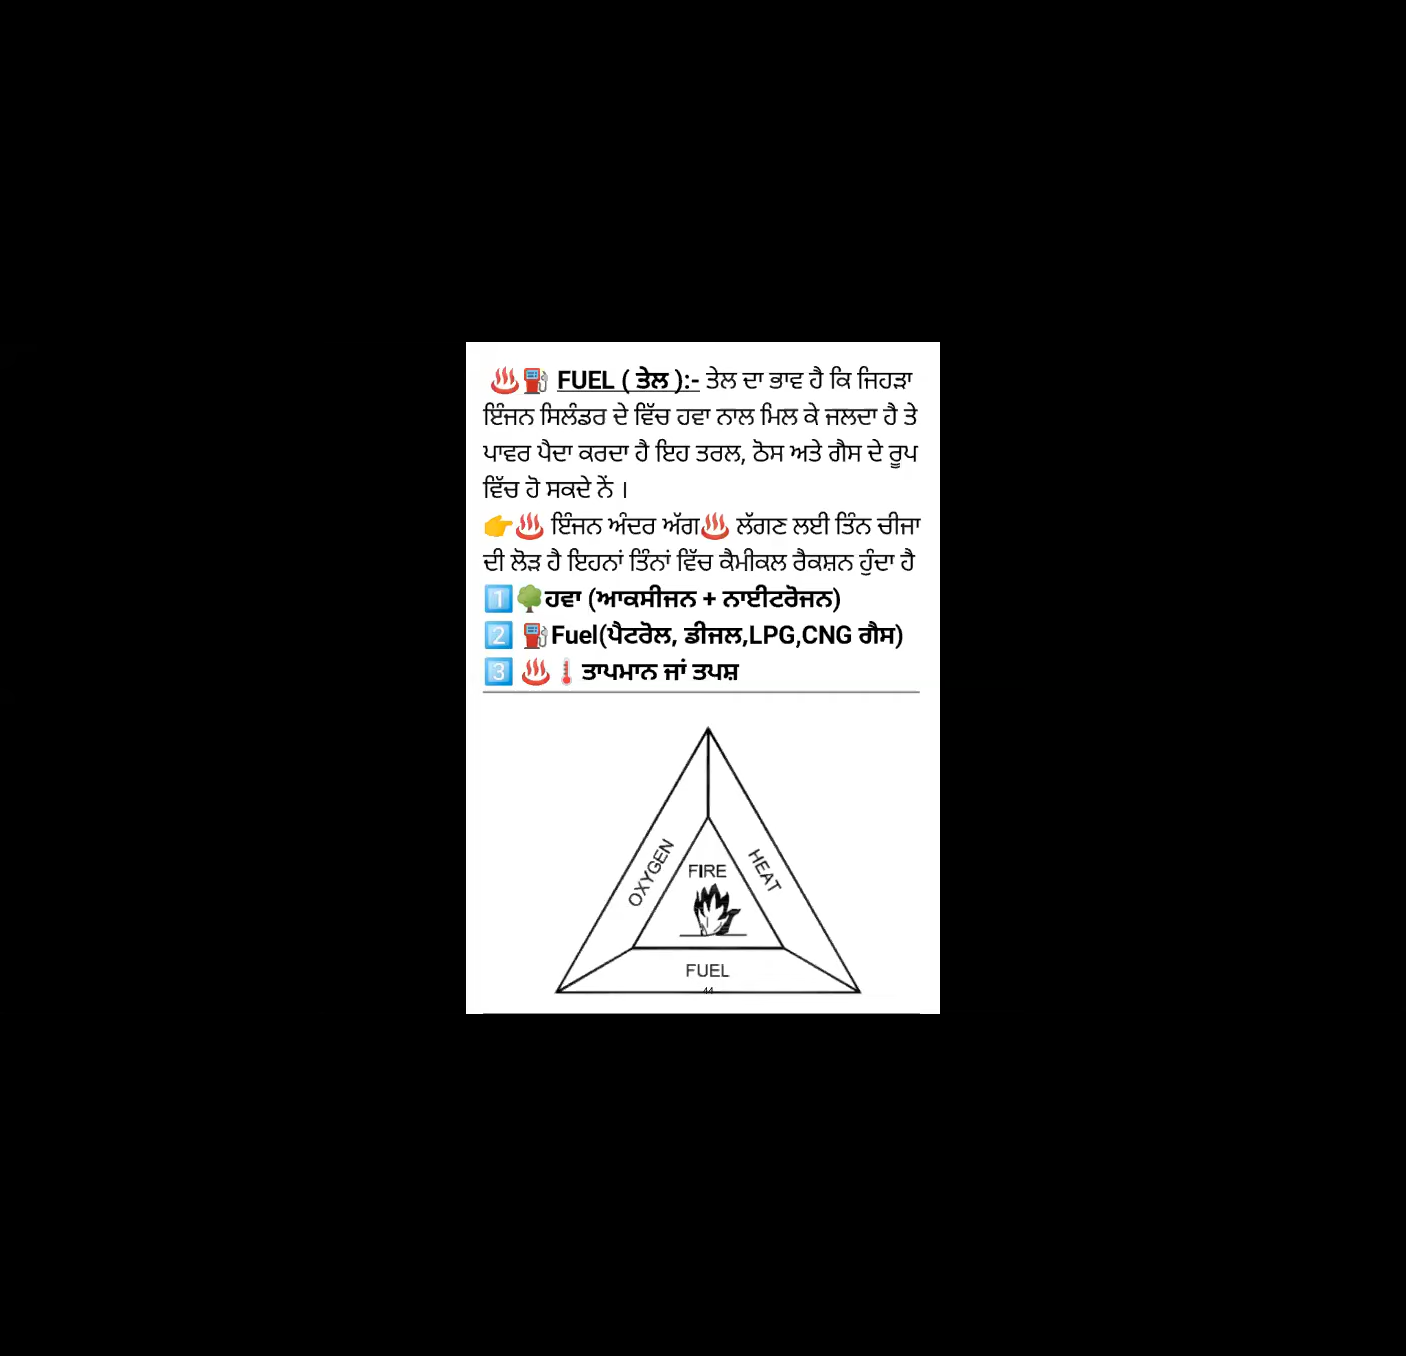 ♨️⛽ FUEL ( ਤੇਲ ):- ਤੇਲ ਦਾ ਭਾਵ ਹੈ ਕਿ ਜਿਹੜਾ
ਇੰਜਨ ਸਿਲੰਡਰ ਦੇ ਵਿੱਚ ਹਵਾ ਨਾਲ ਮਿਲ ਕੇ ਜਲਦਾ ਹੈ ਤੇ
ਪਾਵਰ ਪੈਦਾ ਕਰਦਾ ਹੈ ਇਹ ਤਰਲ, ਠੋਸ ਅਤੇ ਗੈਸ ਦੇ ਰੂਪ
ਵਿੱਚ ਹੋ ਸਕਦੇ ਨੇਂ ।
👉♨️ ਇੰਜਨ ਅੰਦਰ ਅੱਗ♨️ ਲੱਗਣ ਲਈ ਤਿੰਨ ਚੀਜਾ
ਦੀ ਲੋੜ ਹੈ ਇਹਨਾਂ ਤਿੰਨਾਂ ਵਿੱਚ ਕੈਮੀਕਲ ਰੈਕਸ਼ਨ ਹੁੰਦਾ ਹੈ
1️⃣🌳ਹਵਾ (ਆਕਸੀਜਨ + ਨਾਈਟਰੋਜਨ)
2️⃣ ⛽Fuel(ਪੈਟਰੋਲ, ਡੀਜਲ,LPG,CNG ਗੈਸ)
3️⃣ ♨️🌡️ ਤਾਪਮਾਨ ਜਾਂ ਤਪਸ਼
OXYGEN
HEAT
FIRE
FUEL
44